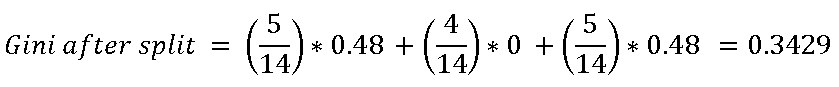 Gini after split = (5/14) * 0.48 + (4/14) * 0 + (5/14) * 0.48 = 0.3429